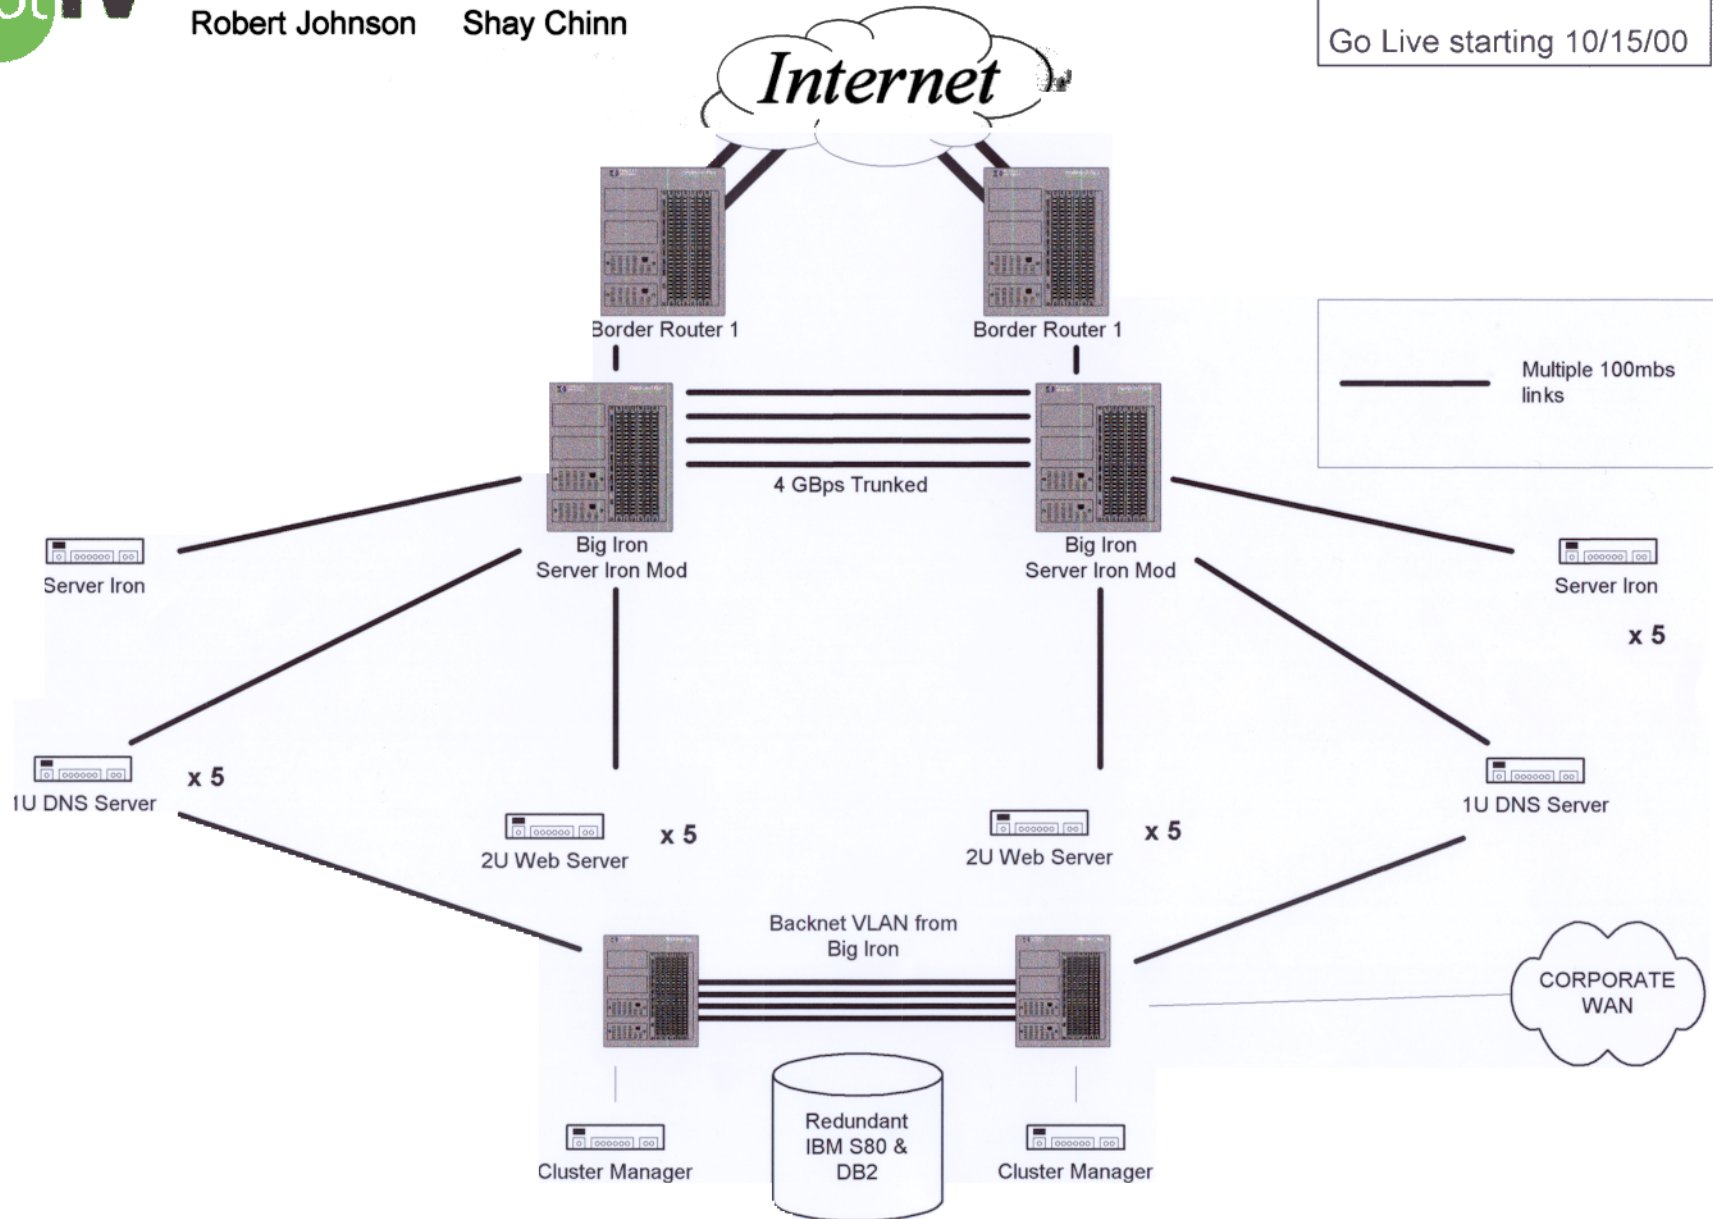 Robert Johnson Shay Chinn
Go Live starting 10/15/00
Internet
Border Router 1
Border Router 1
Multiple 100mbs
links
4 GBps Trunked
Big Iron
Server Iron Mod
Big Iron
Server Iron Mod
Server Iron
Server Iron
x 5
1U DNS Server
x 5
1U DNS Server
2U Web Server
x 5
2U Web Server
x 5
Backnet VLAN from
Big Iron
CORPORATE
WAN
Redundant
IBM S80 &
DB2
Cluster Manager
Cluster Manager